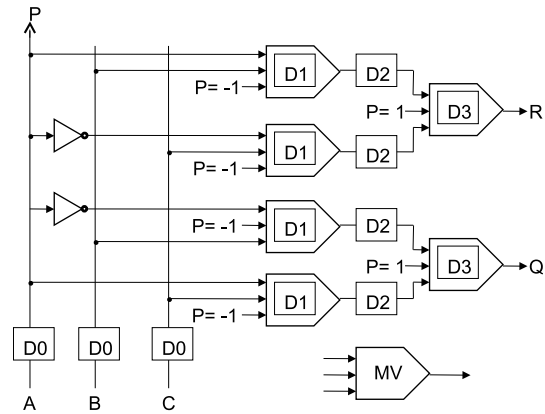 P
D1
D2
P= -1
D3
R
P= 1
D1
D2
P= -1
D1
D2
P= -1
D3
Q
P= 1
D1
D2
P= -1
D0
D0
D0
MV
A
B
C